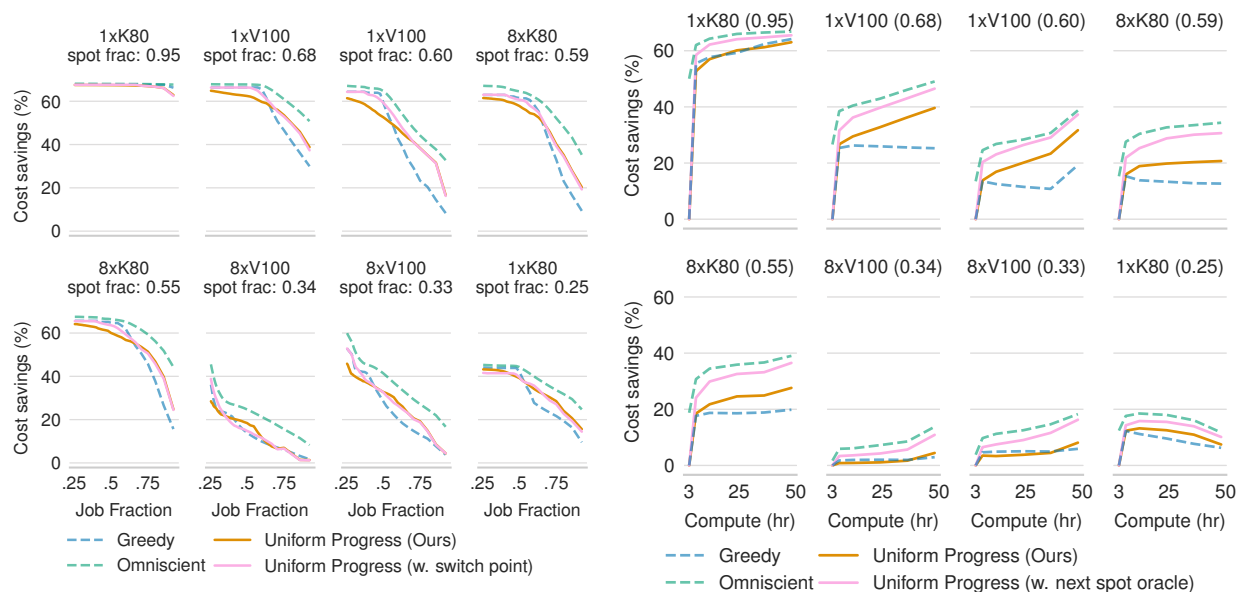 1xK80
spot frac: 0.95
1xV100
spot frac: 0.68
1xV100
spot frac: 0.60
8xK80
spot frac: 0.59
Cost savings (%)
60
40
20
0
8xK80
spot frac: 0.55
8xV100
spot frac: 0.34
8xV100
spot frac: 0.33
1xK80
spot frac: 0.25
Cost savings (%)
60
40
20
0
.25 .5 .75
.25 .5 .75
.25 .5 .75
.25 .5 .75
Job Fraction
Job Fraction
Job Fraction
Job Fraction
Greedy
Omniscient
Uniform Progress (Ours)
Uniform Progress (w. switch point)
1xK80 (0.95)
1xV100 (0.68)
1xV100 (0.60)
8xK80 (0.59)
Cost savings (%)
60
40
20
0
8xK80 (0.55)
8xV100 (0.34)
8xV100 (0.33)
1xK80 (0.25)
Cost savings (%)
60
40
20
0
3 25 50
3 25 50
3 25 50
3 25 50
Compute (hr)
Compute (hr)
Compute (hr)
Compute (hr)
Greedy
Omniscient
Uniform Progress (Ours)
Uniform Progress (w. next spot oracle)